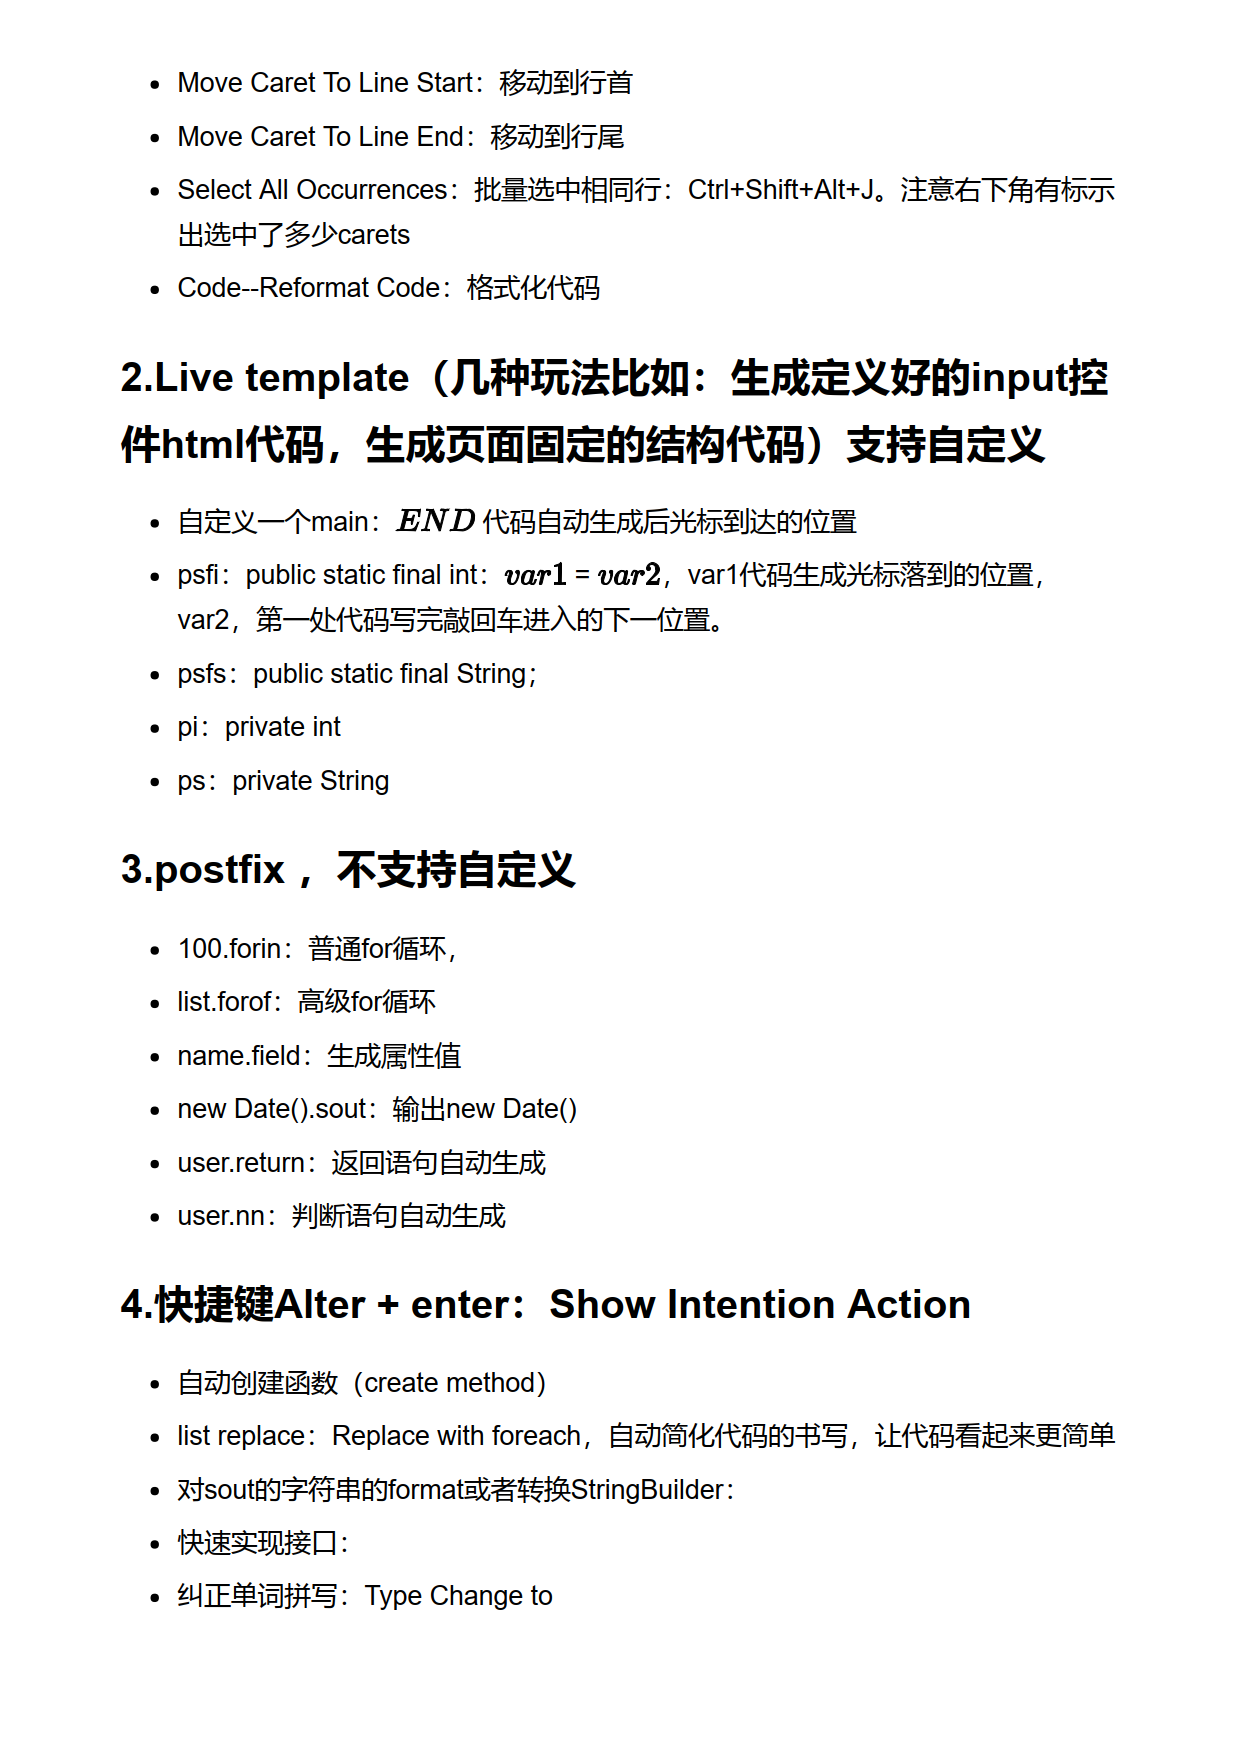 Move Caret To Line Start：移动到行首
Move Caret To Line End：移动到行尾
Select All Occurrences：批量选中相同行：Ctrl+Shift+Alt+J。注意右下角有标示
出选中了多少carets
Code--Reformat Code：格式化代码
2.Live template（几种玩法比如：生成定义好的input控
件html代码，生成页面固定的结构代码）支持自定义
自定义一个main：END 代码自动生成后光标到达的位置
psfi：public static final int：var1 = var2，var1代码生成光标落到的位置，
var2，第一处代码写完敲回车进入的下一位置。
psfs：public static final String；
pi：private int
ps：private String
3.postfix ，不支持自定义
100.forin：普通for循环，
list.forof：高级for循环
name.field：生成属性值
new Date().sout：输出new Date()
user.return：返回语句自动生成
user.nn：判断语句自动生成
4.快捷键Alter + enter：Show Intention Action
自动创建函数（create method）
list replace：Replace with foreach，自动简化代码的书写，让代码看起来更简单
对sout的字符串的format或者转换StringBuilder：
快速实现接口：
纠正单词拼写：Type Change to